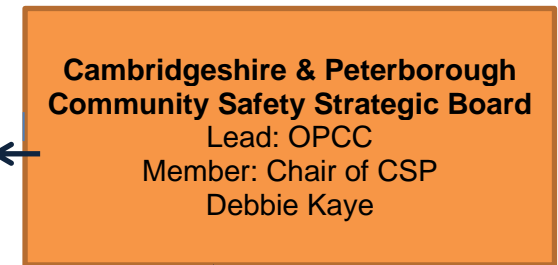 Cambridgeshire & Peterborough
Community Safety Strategic Board
Lead: OPCC
Member: Chair of CSP
Debbie Kaye